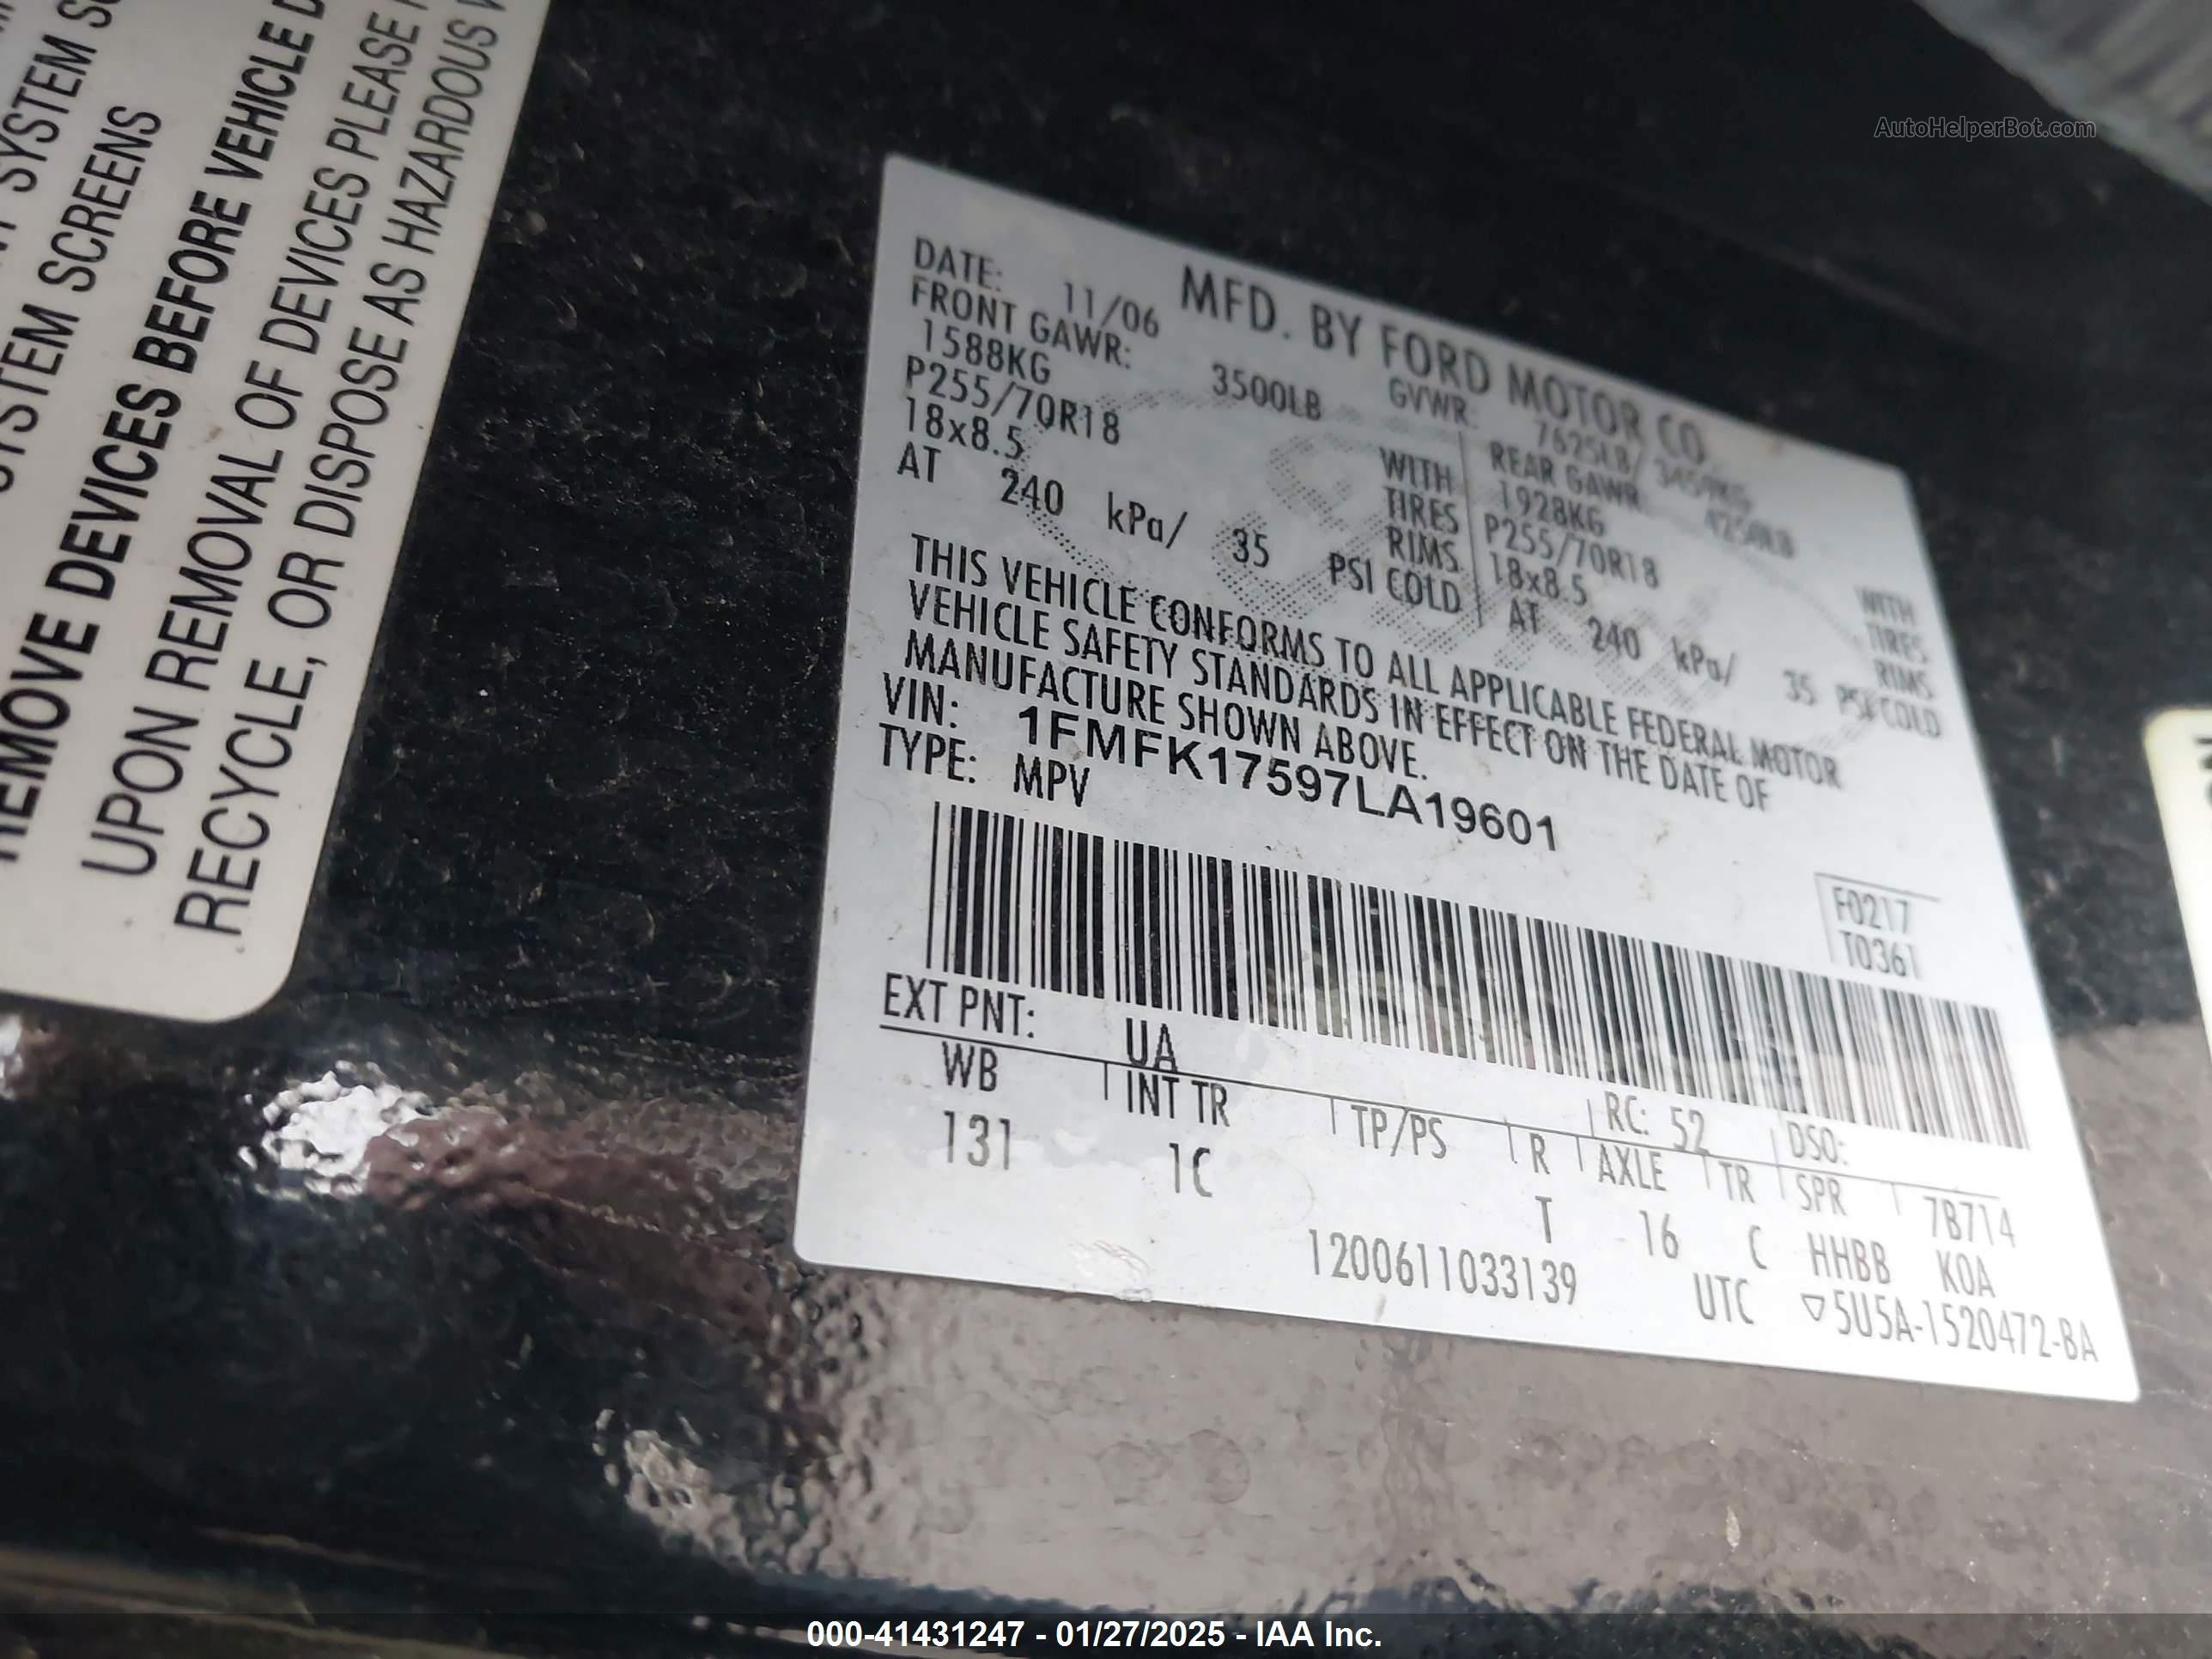 SYSTEM SCREENS
REMOVE DEVICES BEFORE VEHICLE
UPON REMOVAL OF DEVICES PLEASE
RECYCLE, OR DISPOSE AS HAZARDOUS
AutoHelperBot.com
MFD. BY FORD MOTOR CO.
DATE: 11/06 GVWR: 7625LB/ 3459KG
FRONT GAWR: 3500LB REAR GAWR: 4250LB
1588KG WITH 1928KG WITH
P255/70R18 TIRES P255/70R18 TIRES
18x8.5 RIMS 18x8.5 RIMS
AT 240 kPa/ 35 PSI COLD AT 240 kPa/ 35 PSI COLD
THIS VEHICLE CONFORMS TO ALL APPLICABLE FEDERAL MOTOR
VEHICLE SAFETY STANDARDS IN EFFECT ON THE DATE OF
MANUFACTURE SHOWN ABOVE.
VIN: 1FMFK17597LA19601
TYPE: MPV
F0217
T0361
EXT PNT: UA RC: 52 DSO:
WB INT TR TP/PS R AXLE TR SPR 7B714
131 1C T 16 C HHBB KOA
1200611033139 UTC ▽5U5A-1520472-BA
000-41431247 - 01/27/2025 - IAA Inc.